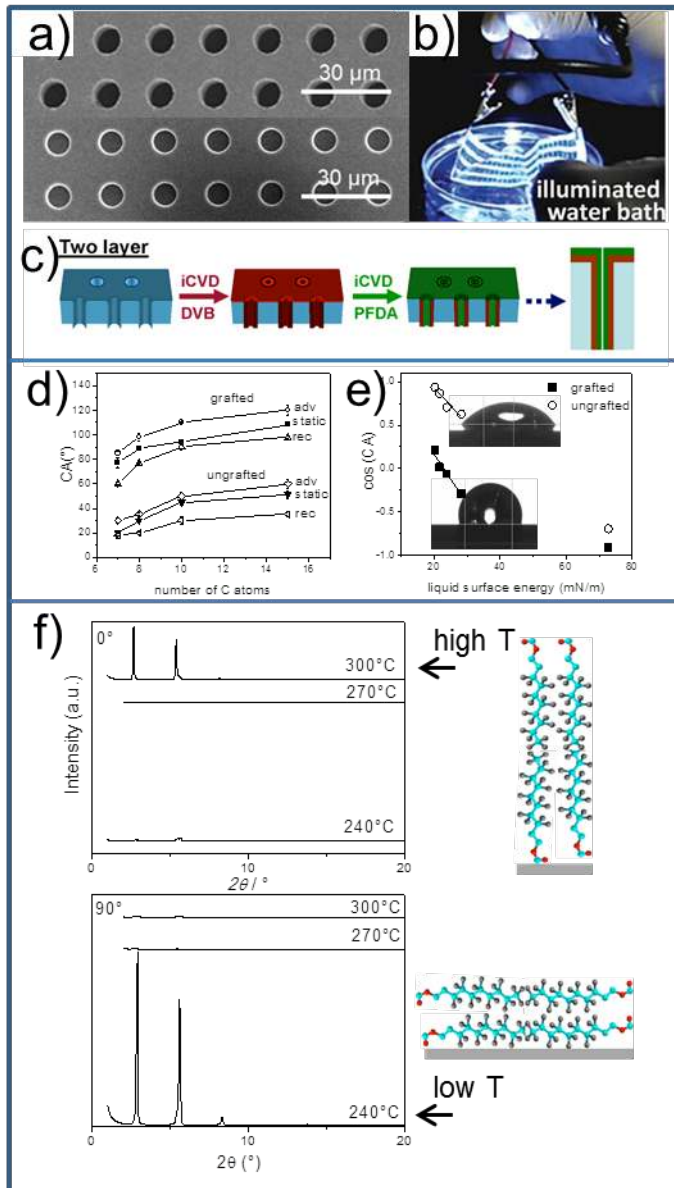 a)
30 µm
30 µm
b)
illuminated
water bath
c)
Two layer
iCVD
DVB
iCVD
PFDA
d)
CA(°)
140
120
100
80
60
40
20
0
grafted
adv
static
rec
ungrafted
adv
static
rec
6
8
10
12
14
16
number of C atoms
e)
cos (CA)
1.0
0.5
0.0
-0.5
-1.0
grafted
ungrafted
20
40
60
80
liquid surface energy (mN/m)
f)
Intensity (a.u.)
0°
300°C
270°C
240°C
0
10
20
2θ / °
high T
90°
300°C
270°C
240°C
0
10
20
2θ (°)
low T